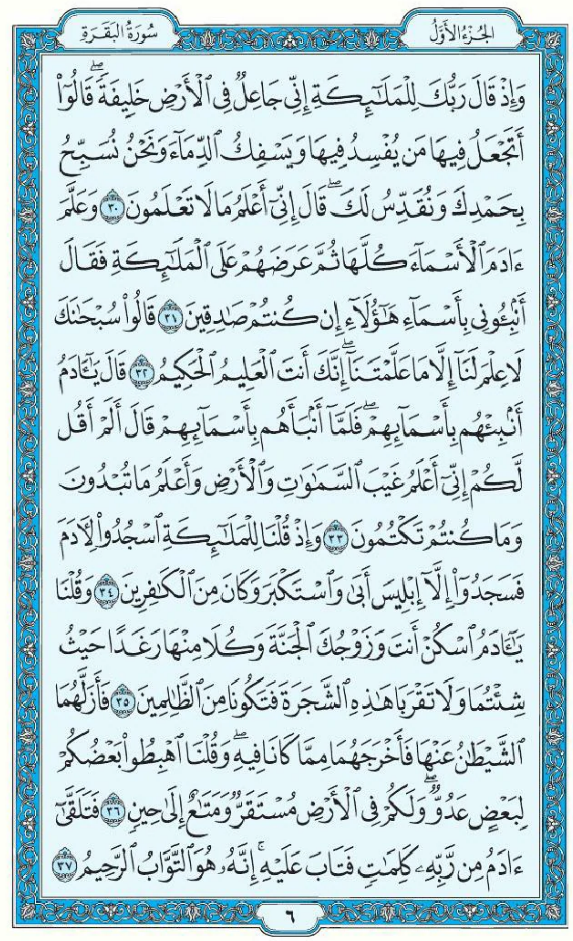 الجُزْءُ الأَوَّلُ
سُورَةُ البَقَرَةِ
وَإِذْ قَالَ رَبُّكَ لِلْمَلَٰٓئِكَةِ إِنِّي جَاعِلٌ فِي ٱلْأَرْضِ خَلِيفَةًۖ قَالُوٓا۟
أَتَجْعَلُ فِيهَا مَن يُفْسِدُ فِيهَا وَيَسْفِكُ ٱلدِّمَآءَ وَنَحْنُ نُسَبِّحُ
بِحَمْدِكَ وَنُقَدِّسُ لَكَۖ قَالَ إِنِّيٓ أَعْلَمُ مَا لَا تَعْلَمُونَ ٣٠ وَعَلَّمَ
ءَادَمَ ٱلْأَسْمَآءَ كُلَّهَا ثُمَّ عَرَضَهُمْ عَلَى ٱلْمَلَٰٓئِكَةِ فَقَالَ
أَنۢبِـُٔونِي بِأَسْمَآءِ هَٰٓؤُلَآءِ إِن كُنتُمْ صَٰدِقِينَ ٣١ قَالُوا۟ سُبْحَٰنَكَ
لَا عِلْمَ لَنَآ إِلَّا مَا عَلَّمْتَنَآۖ إِنَّكَ أَنتَ ٱلْعَلِيمُ ٱلْحَكِيمُ ٣٢ قَالَ يَٰٓـَٔادَمُ
أَنۢبِئْهُم بِأَسْمَآئِهِمْۖ فَلَمَّآ أَنۢبَأَهُم بِأَسْمَآئِهِمْ قَالَ أَلَمْ أَقُل
لَّكُمْ إِنِّيٓ أَعْلَمُ غَيْبَ ٱلسَّمَٰوَٰتِ وَٱلْأَرْضِ وَأَعْلَمُ مَا تُبْدُونَ
وَمَا كُنتُمْ تَكْتُمُونَ ٣٣ وَإِذْ قُلْنَا لِلْمَلَٰٓئِكَةِ ٱسْجُدُوا۟ لِـَٔادَمَ
فَسَجَدُوٓا۟ إِلَّآ إِبْلِيسَ أَبَىٰ وَٱسْتَكْبَرَ وَكَانَ مِنَ ٱلْكَٰفِرِينَ ٣٤ وَقُلْنَا
يَٰٓـَٔادَمُ ٱسْكُنْ أَنتَ وَزَوْجُكَ ٱلْجَنَّةَ وَكُلَا مِنْهَا رَغَدًا حَيْثُ
شِئْتُمَا وَلَا تَقْرَبَا هَٰذِهِ ٱلشَّجَرَةَ فَتَكُونَا مِنَ ٱلظَّٰلِمِينَ ٣٥ فَأَزَلَّهُمَا
ٱلشَّيْطَٰنُ عَنْهَا فَأَخْرَجَهُمَا مِمَّا كَانَا فِيهِۖ وَقُلْنَا ٱهْبِطُوا۟ بَعْضُكُمْ
لِبَعْضٍ عَدُوٌّۖ وَلَكُمْ فِي ٱلْأَرْضِ مُسْتَقَرٌّ وَمَتَٰعٌ إِلَىٰ حِينٍ ٣٦ فَتَلَقَّىٰٓ
ءَادَمُ مِن رَّبِّهِۦ كَلِمَٰتٍ فَتَابَ عَلَيْهِۚ إِنَّهُۥ هُوَ ٱلتَّوَّابُ ٱلرَّحِيمُ ٣٧
٦